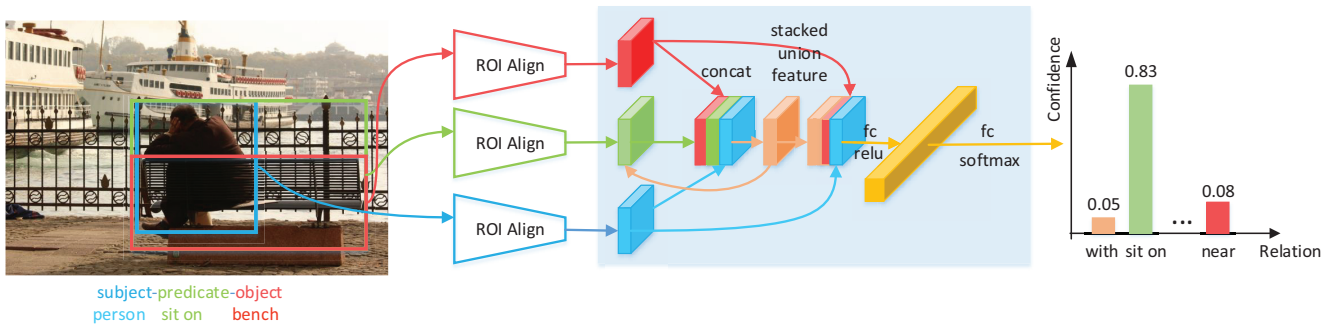 subject-predicate-object
person sit on bench
ROI Align
ROI Align
ROI Align
concat
stacked
union
feature
fc
relu
fc
softmax
Confidence
0.05
0.83
...
0.08
with
sit on
near
Relation